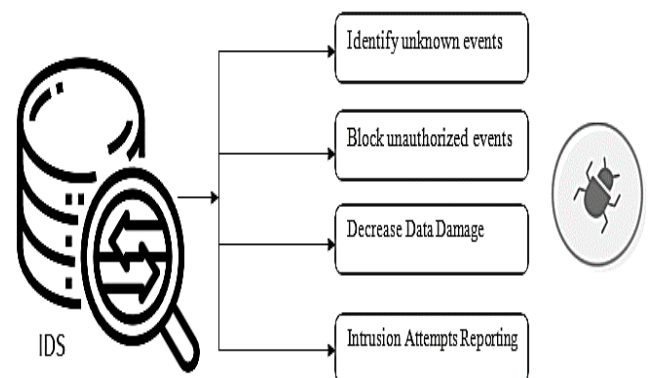 Identify unknown events
Block unauthorized events
Decrease Data Damage
Intrusion Attempts Reporting
IDS